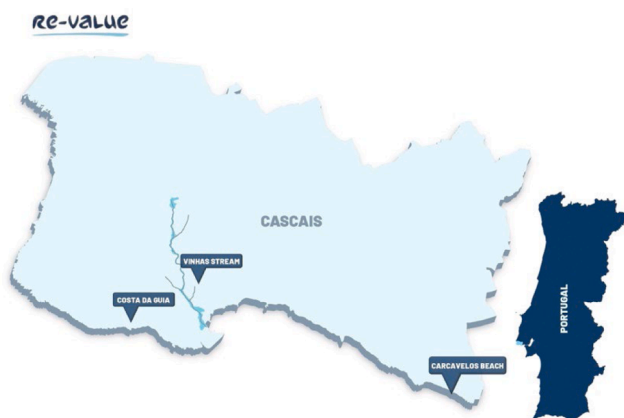 RE-VALUE
CASCAIS
VINHAS STREAM
COSTA DA GUIA
PORTUGAL
CARCAVELOS BEACH